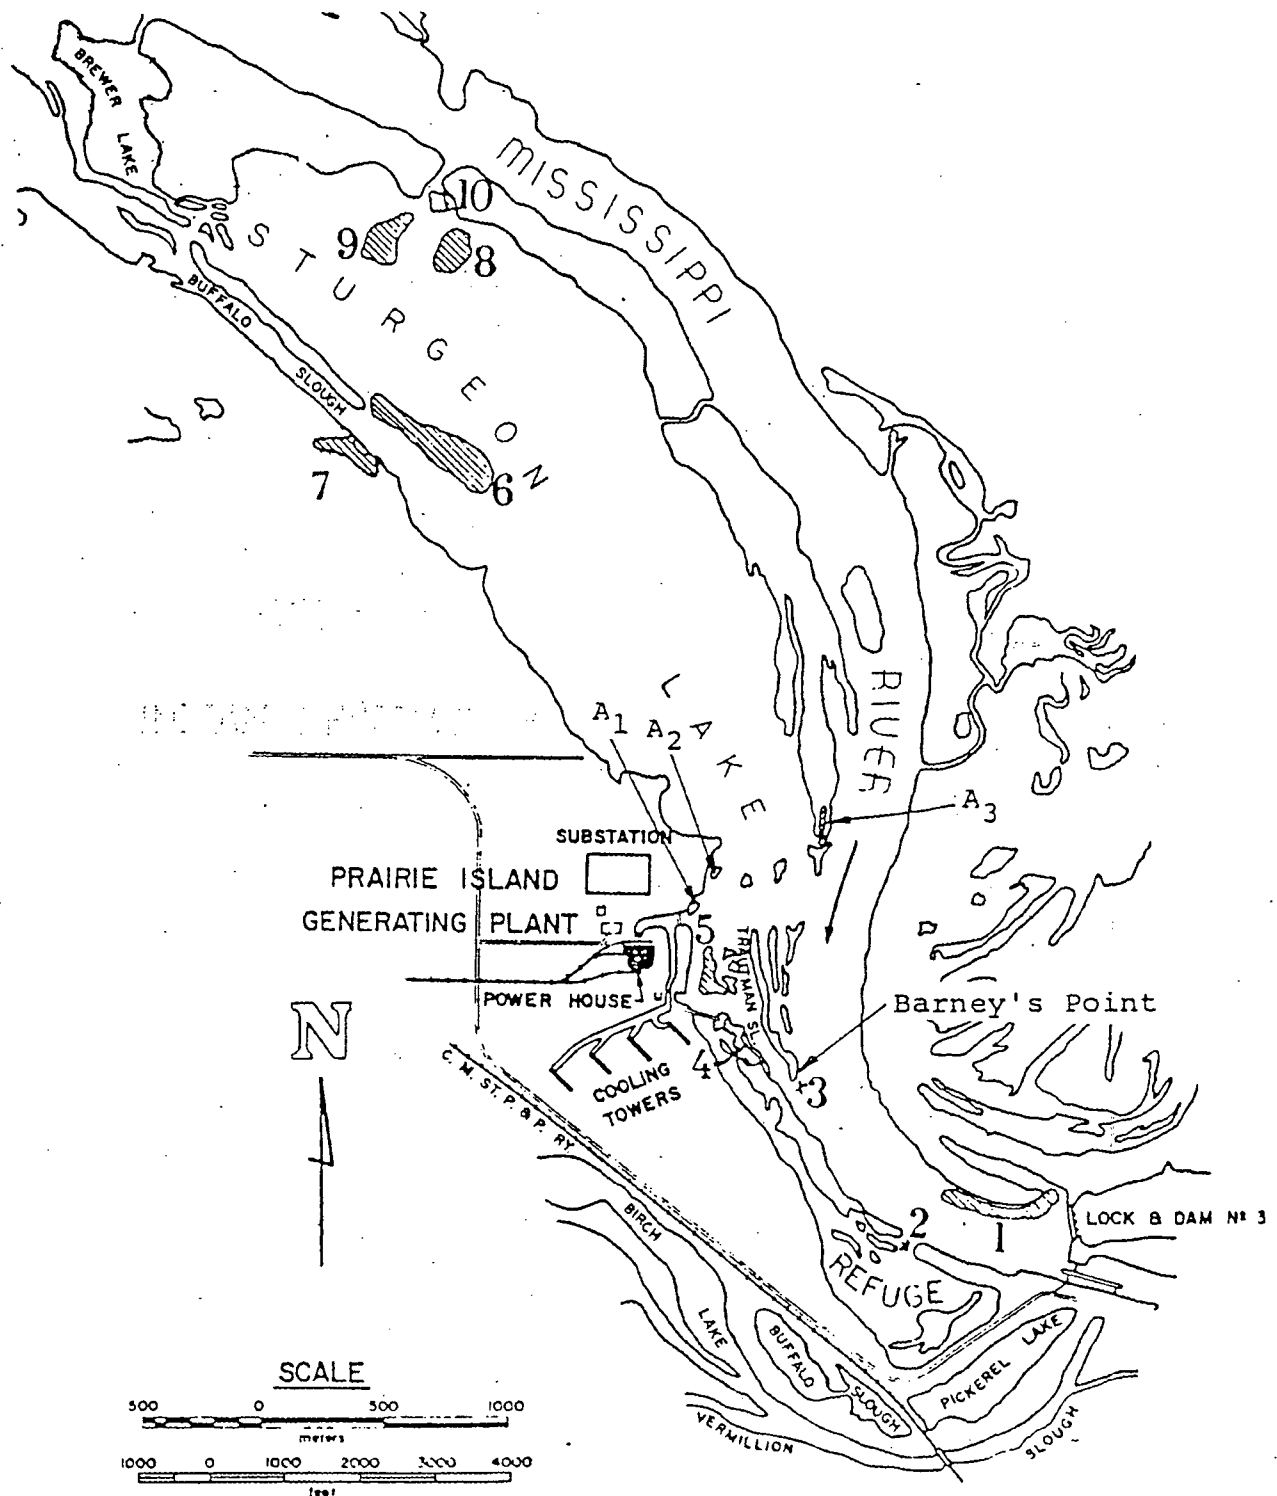 BREWER
LAKE
MISSISSIPPI
10
9
8
STURGEON
BUFFALO
SLOUGH
7
6
RIVER
LAKE
A1
A2
A3
SUBSTATION
PRAIRIE ISLAND
GENERATING PLANT
5
TRAUTMAN SL.
POWER HOUSE
Barney's Point
N
4
3
COOLING
TOWERS
C. M. ST. P. & P. RY.
2
1
LOCK & DAM Nº 3
BIRCH
LAKE
REFUGE
BUFFALO
SLOUGH
PICKEREL LAKE
VERMILLION
SLOUGH
SCALE
500 0 500 1000
meters
1000 0 1000 2000 3000 4000
feet